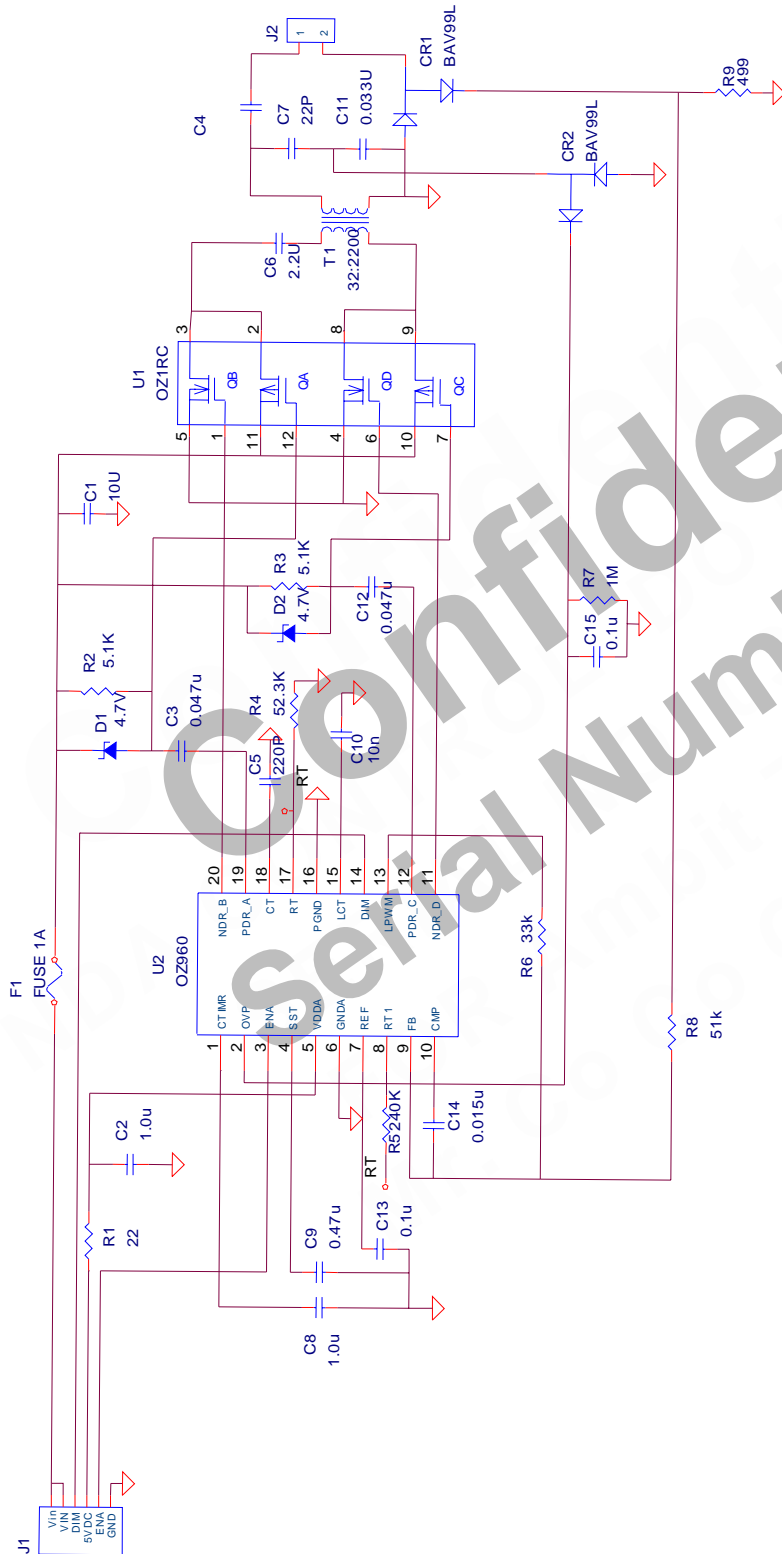 J1
Vin
VIN
DIM
5VDC
ENA
GND
F1
FUSE 1A
R1
22
C2
1.0u
C8
1.0u
C9
0.47u
C13
0.1u
RT
R5
240K
C14
0.015u
U2
OZ960
1
CTIMR
2
OVP
3
ENA
4
SST
5
VDDA
6
GNDA
7
REF
8
RT1
9
FB
10
CMP
20
NDR_B
19
PDR_A
18
CT
17
RT
16
PGND
15
LCT
14
DIM
13
LPWM
12
PDR_C
11
NDR_D
R6 33k
R8
51k
D1
4.7V
R2
5.1K
C3
0.047u
C5
220P
RT
R4
52.3K
C10
10n
D2
4.7V
R3
5.1K
C12
0.047u
C1
10U
C15
0.1u
R7
1M
U1
OZ1RC
5
1
11
12
4
6
10
7
QB
QA
QD
QC
3
2
8
9
C6
2.2U
T1
32:2200
C4
C7
22P
C11
0.033U
J2
1
2
CR1
BAV99L
CR2
BAV99L
R9
499
Confide
Serial Num